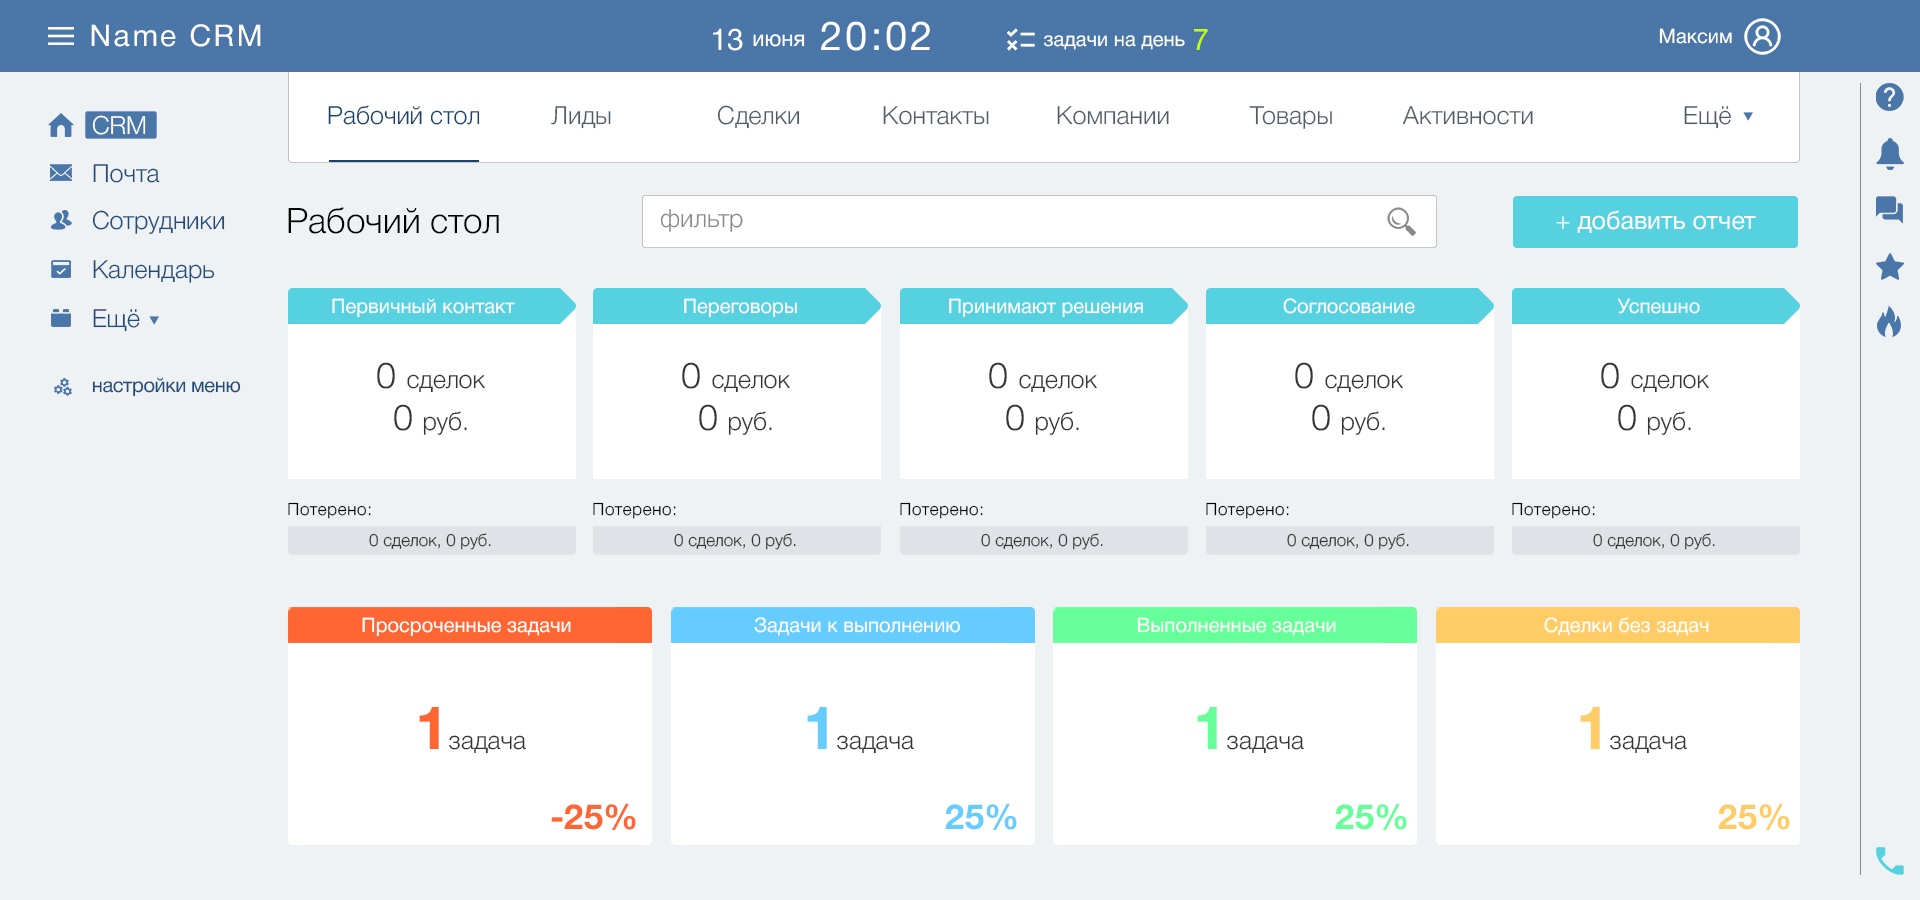 Name CRM
13 июня 20:02
задачи на день 7
Максим
Рабочий стол Лиды Сделки Контакты Компании Товары Активности Ещё
CRM
Почта
Сотрудники
Календарь
Ещё
настройки меню
Рабочий стол
фильтр
+ добавить отчет
Первичный контакт
0 сделок
0 руб.
Потерено:
0 сделок, 0 руб.
Переговоры
0 сделок
0 руб.
Потерено:
0 сделок, 0 руб.
Принимают решения
0 сделок
0 руб.
Потерено:
0 сделок, 0 руб.
Соглосование
0 сделок
0 руб.
Потерено:
0 сделок, 0 руб.
Успешно
0 сделок
0 руб.
Потерено:
0 сделок, 0 руб.
Просроченные задачи
1 задача
-25%
Задачи к выполнению
1 задача
25%
Выполненные задачи
1 задача
25%
Сделки без задач
1 задача
25%